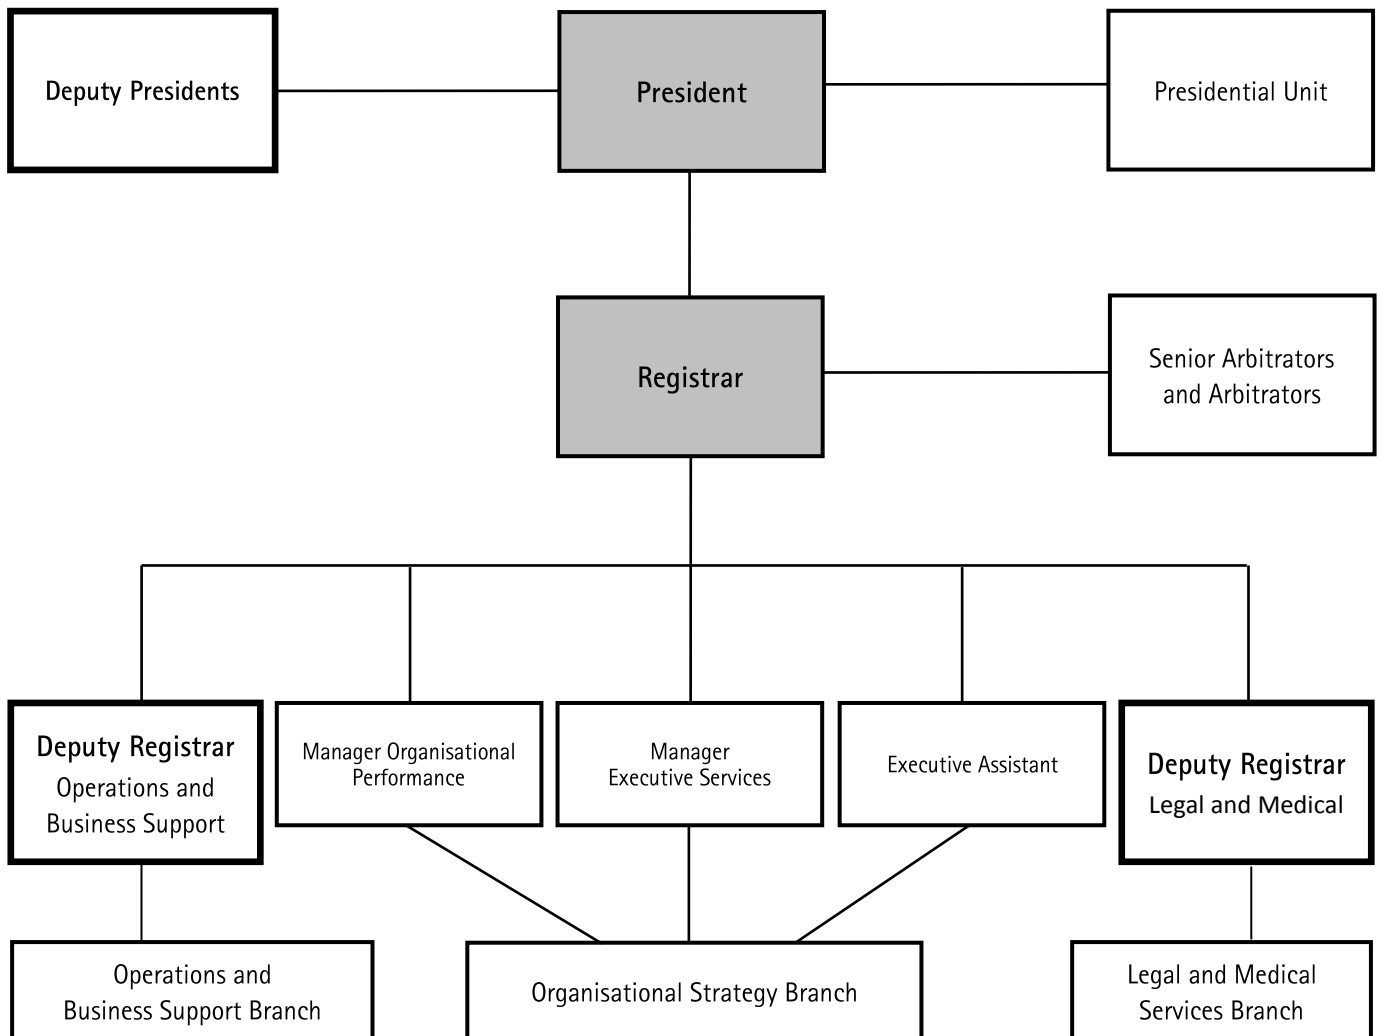 Deputy Presidents
President
Presidential Unit
Registrar
Senior Arbitrators
and Arbitrators
Deputy Registrar
Operations and
Business Support
Manager Organisational
Performance
Manager
Executive Services
Executive Assistant
Deputy Registrar
Legal and Medical
Operations and
Business Support Branch
Organisational Strategy Branch
Legal and Medical
Services Branch